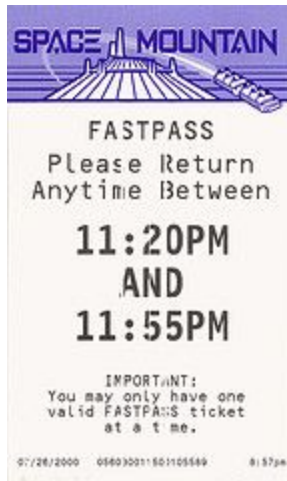 SPACE MOUNTAIN
FASTPASS
Please Return
Anytime Between
11:20PM
AND
11:55PM
IMPORTANT:
You may only have one
valid FASTPASS ticket
at a time.
07/26/2000 8:57pm